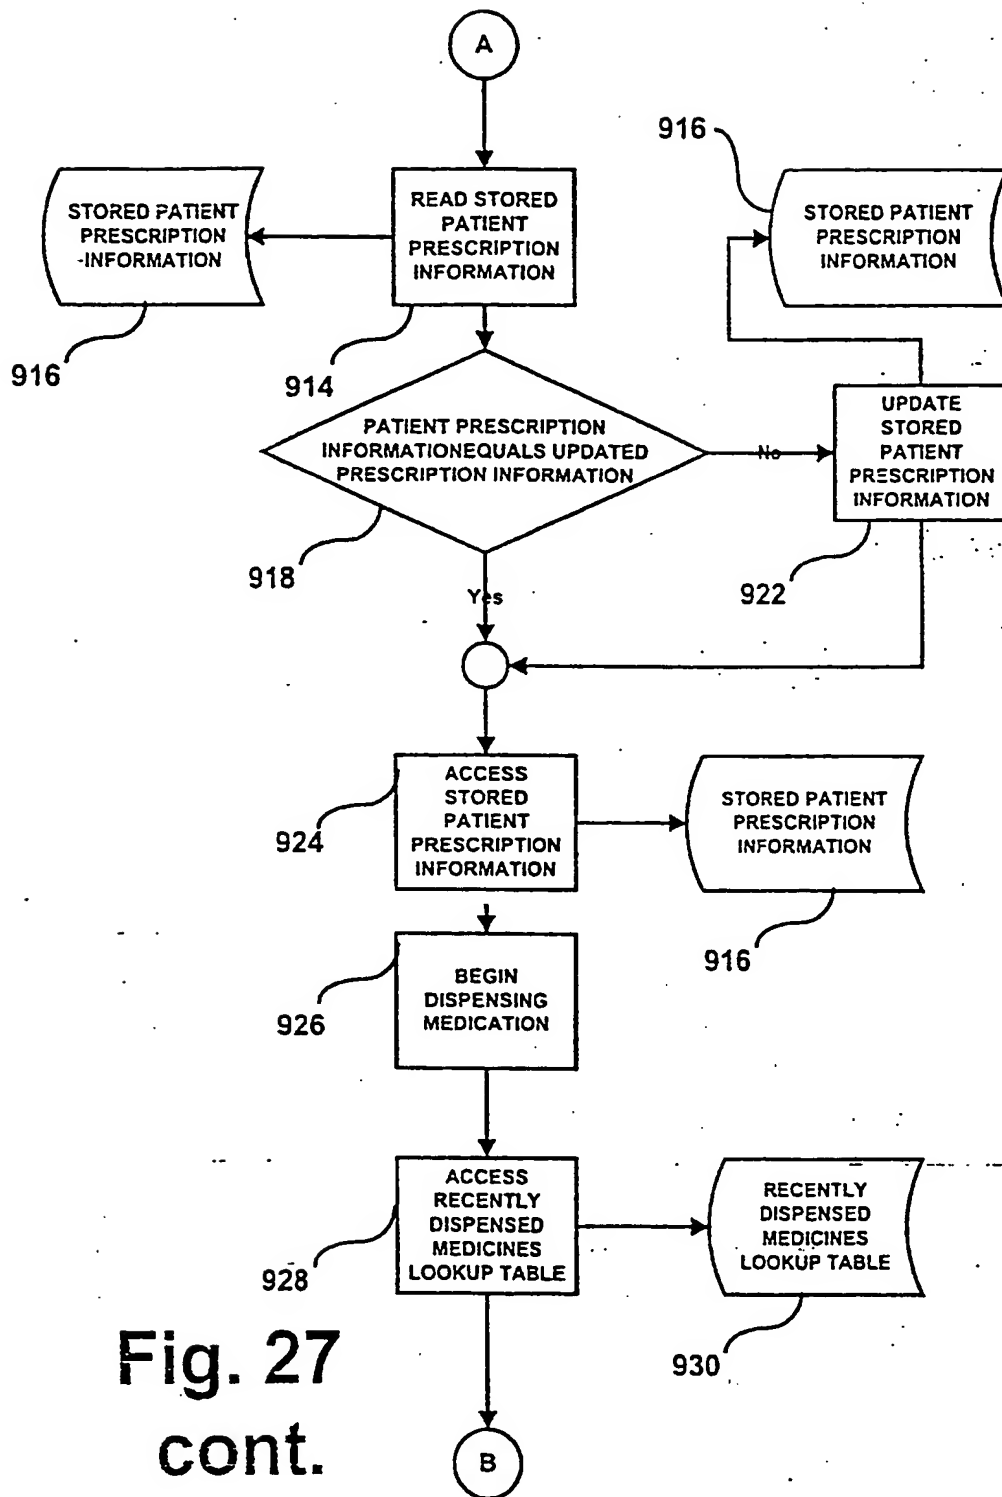 A
916
STORED PATIENT
PRESCRIPTION
INFORMATION
READ STORED
PATIENT
PRESCRIPTION
INFORMATION
STORED PATIENT
PRESCRIPTION
INFORMATION
916
914
PATIENT PRESCRIPTION
INFORMATIONEQUALS UPDATED
PRESCRIPTION INFORMATION
No
UPDATE
STORED
PATIENT
PRESCRIPTION
INFORMATION
918
922
Yes
ACCESS
STORED
PATIENT
PRESCRIPTION
INFORMATION
924
STORED PATIENT
PRESCRIPTION
INFORMATION
916
BEGIN
DISPENSING
MEDICATION
926
ACCESS
RECENTLY
DISPENSED
MEDICINES
LOOKUP TABLE
928
RECENTLY
DISPENSED
MEDICINES
LOOKUP TABLE
930
Fig. 27
cont.
B